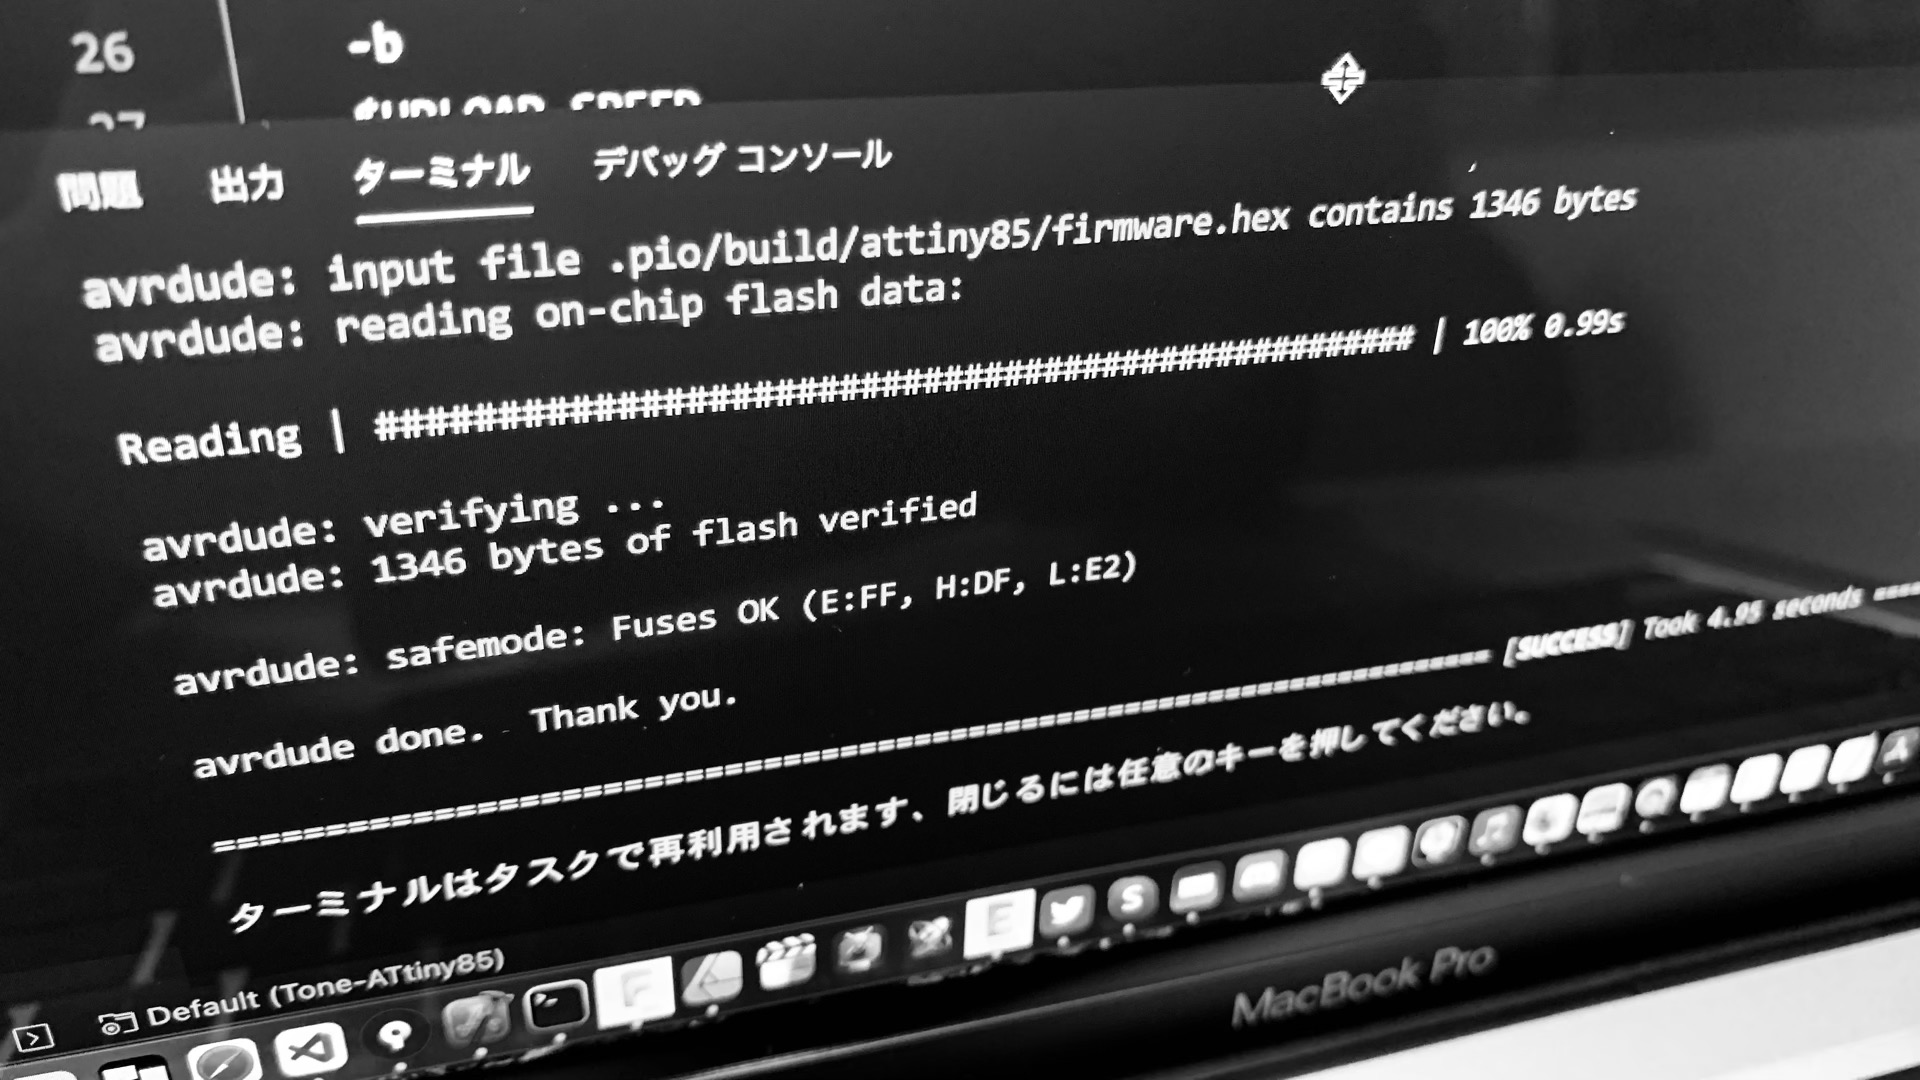 26 -b
$UPLOAD_SPEED
問題 出力 ターミナル デバッグ コンソール
avrdude: input file .pio/build/attiny85/firmware.hex contains 1346 bytes
avrdude: reading on-chip flash data:
Reading | ################################################## | 100% 0.99s
avrdude: verifying ...
avrdude: 1346 bytes of flash verified
avrdude: safemode: Fuses OK (E:FF, H:DF, L:E2)
avrdude done.  Thank you.
============================================================ [SUCCESS] Took 4.95 seconds ====
ターミナルはタスクで再利用されます、閉じるには任意のキーを押してください。
Default (Tone-ATtiny85)
MacBook Pro